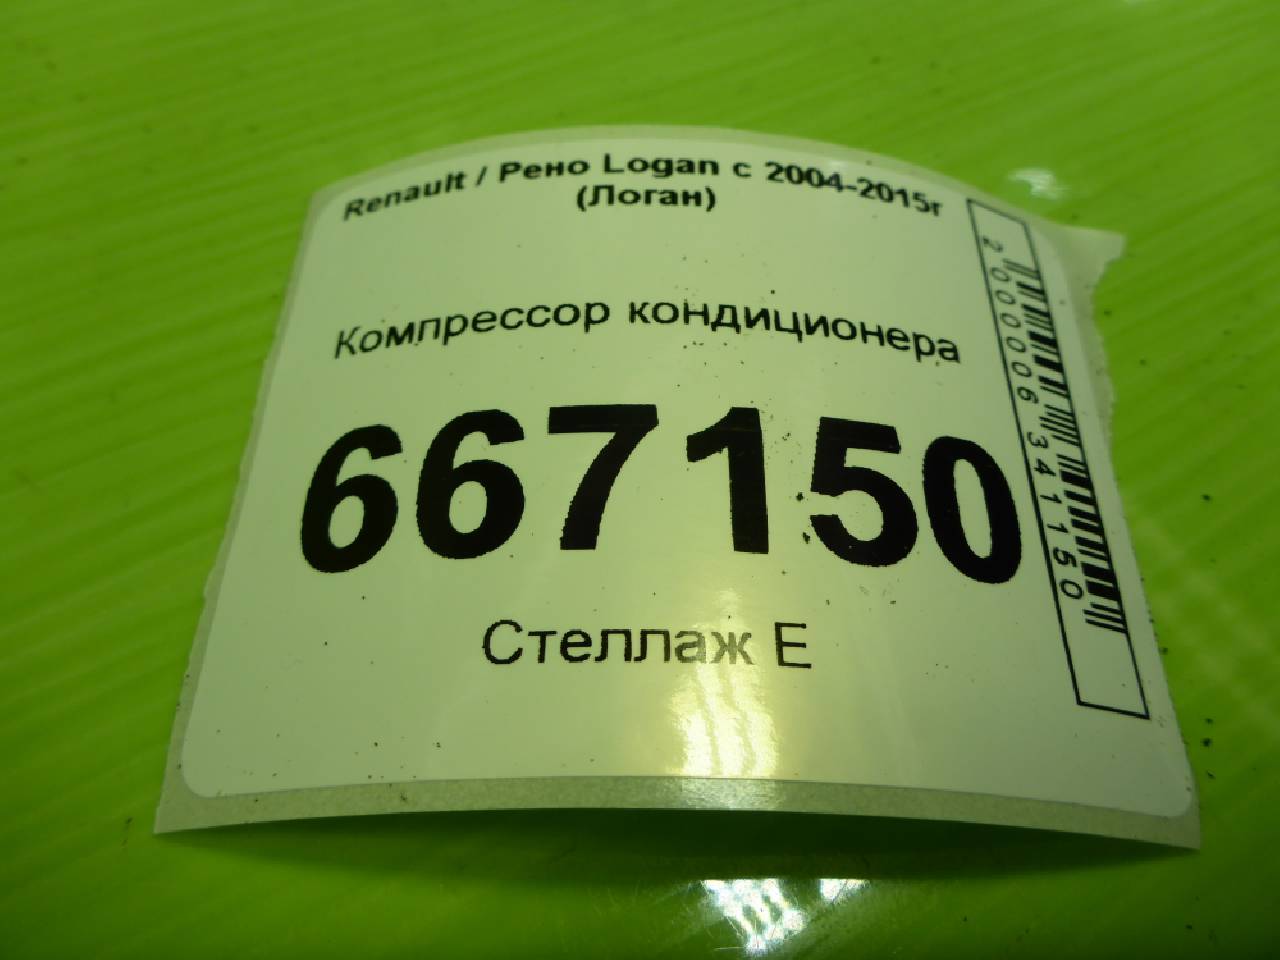 Renault / Рено Logan с 2004-2015г
(Логан)
Компрессор кондиционера
667150
Стеллаж Е
2000006341150